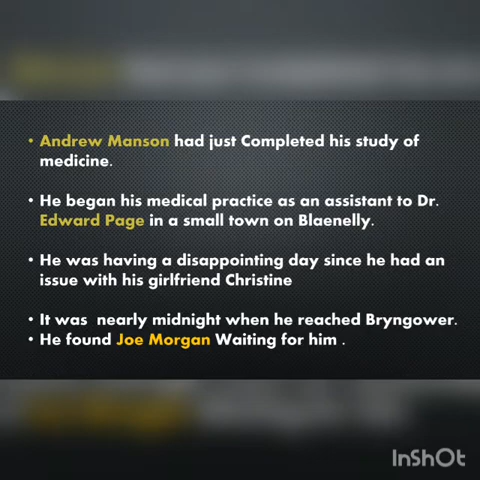 • Andrew Manson had just Completed his study of
medicine.
• He began his medical practice as an assistant to Dr.
Edward Page in a small town on Blaenelly.
• He was having a disappointing day since he had an
issue with his girlfriend Christine
• It was nearly midnight when he reached Bryngower.
• He found Joe Morgan Waiting for him .
InShOt